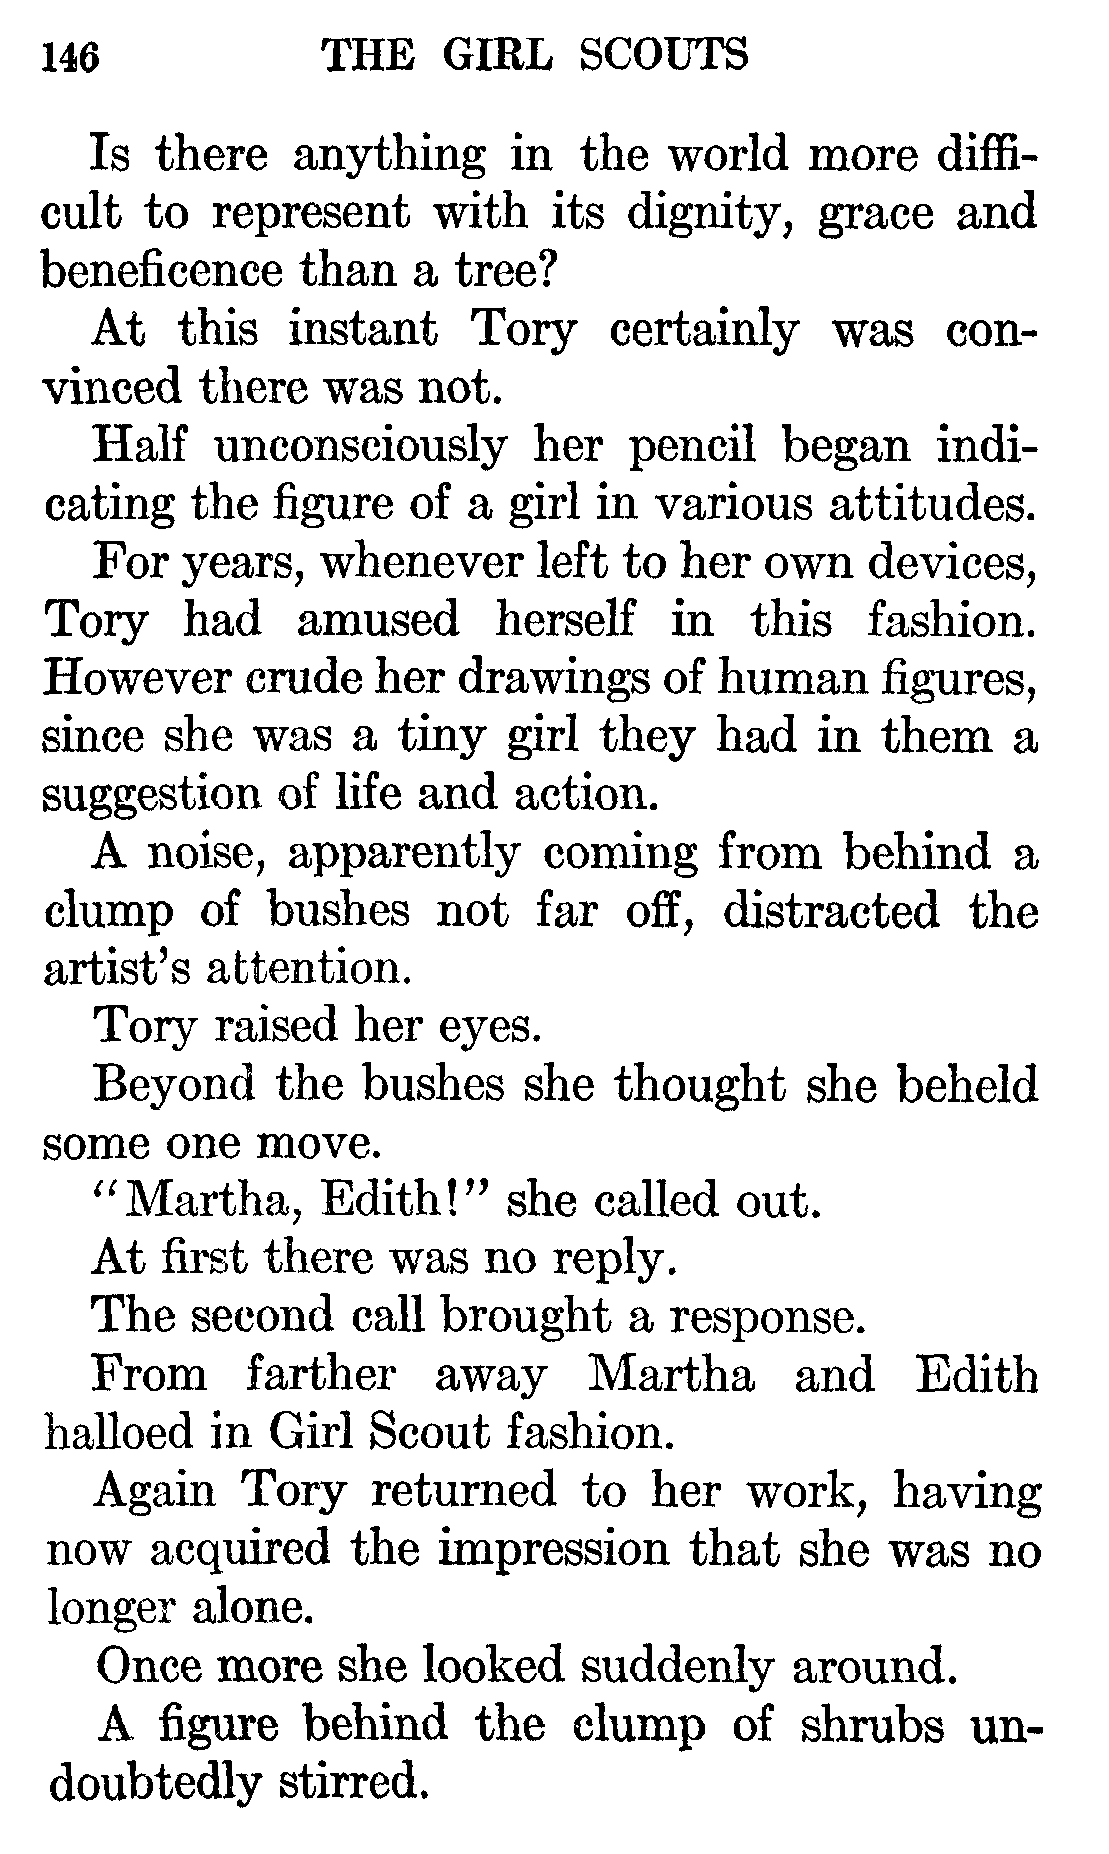 146 THE GIRL SCOUTS
Is there anything in the world more diffi-
cult to represent with its dignity, grace and
beneficence than a tree?
At this instant Tory certainly was con-
vinced there was not.
Half unconsciously her pencil began indi-
cating the figure of a girl in various attitudes.
For years, whenever left to her own devices,
Tory had amused herself in this fashion.
However crude her drawings of human figures,
since she was a tiny girl they had in them a
suggestion of life and action.
A noise, apparently coming from behind a
clump of bushes not far off, distracted the
artist's attention.
Tory raised her eyes.
Beyond the bushes she thought she beheld
some one move.
"Martha, Edith!" she called out.
At first there was no reply.
The second call brought a response.
From farther away Martha and Edith
halloed in Girl Scout fashion.
Again Tory returned to her work, having
now acquired the impression that she was no
longer alone.
Once more she looked suddenly around.
A figure behind the clump of shrubs un-
doubtedly stirred.